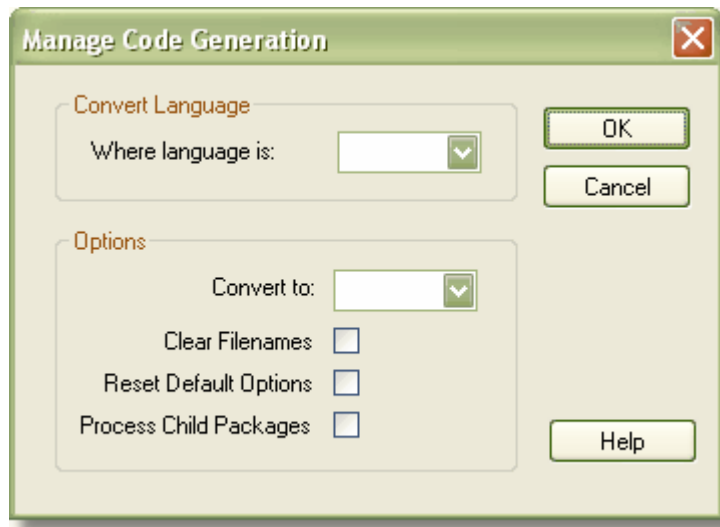 Manage Code Generation
Convert Language
Where language is:
OK
Cancel
Options
Convert to:
Clear Filenames
Reset Default Options
Process Child Packages
Help